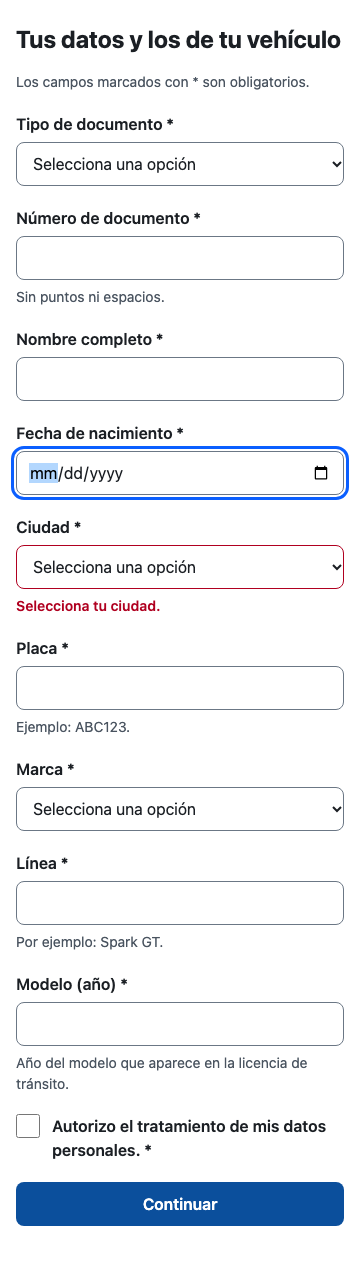 Tus datos y los de tu vehículo
Los campos marcados con * son obligatorios.
Tipo de documento *
Selecciona una opción
Número de documento *
Sin puntos ni espacios.
Nombre completo *
Fecha de nacimiento *
mm/dd/yyyy
Ciudad *
Selecciona una opción
Selecciona tu ciudad.
Placa *
Ejemplo: ABC123.
Marca *
Selecciona una opción
Línea *
Por ejemplo: Spark GT.
Modelo (año) *
Año del modelo que aparece en la licencia de
tránsito.
Autorizo el tratamiento de mis datos
personales. *
Continuar